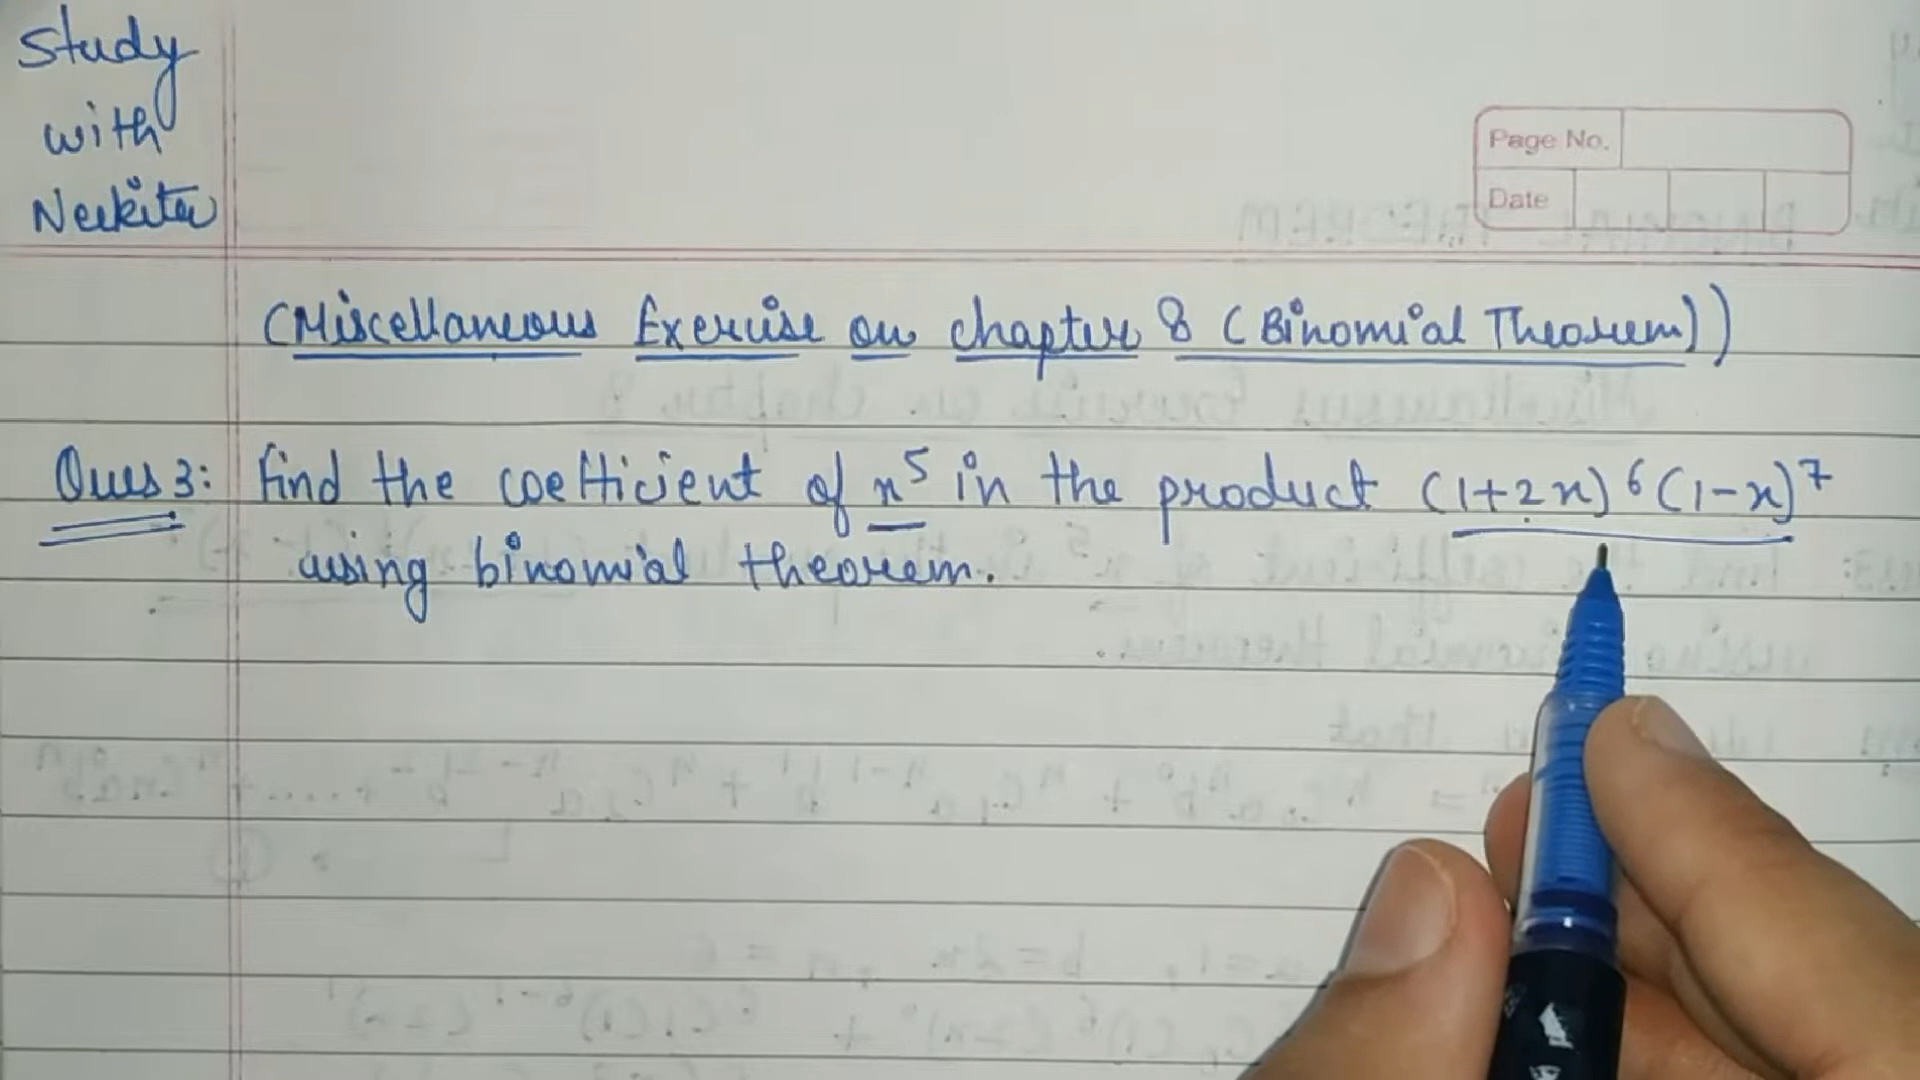 Study
with
Neekita
Page No.
Date
(Miscellaneous Exercise on chapter 8 (Binomial Theorem))
Ques 3: find the coefficient of x⁵ in the product (1+2x)⁶(1-x)⁷
using binomial theorem.